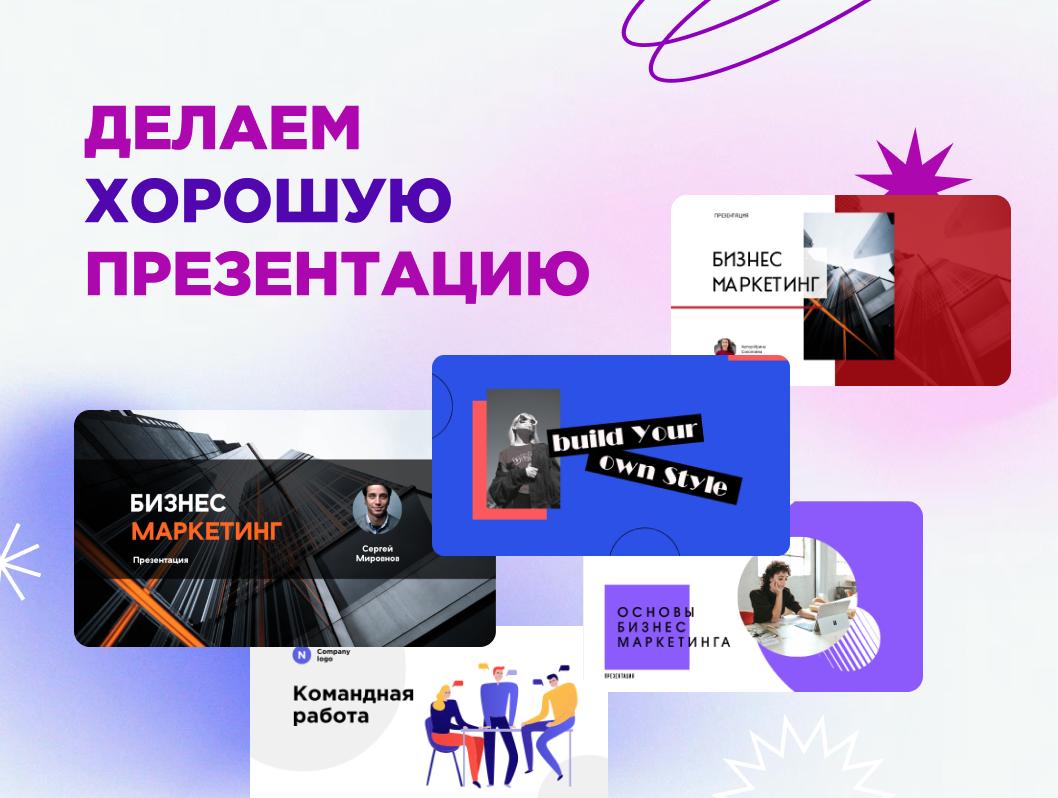 ДЕЛАЕМ
ХОРОШУЮ
ПРЕЗЕНТАЦИЮ
ПРЕЗЕНТАЦИЯ
БИЗНЕС
МАРКЕТИНГ
build Your
own Style
БИЗНЕС
МАРКЕТИНГ
Презентация
Сергей
Миронов
ОСНОВЫ
БИЗНЕС
МАРКЕТИНГА
ПРЕЗЕНТАЦИЯ
N
Company
logo
Командная
работа